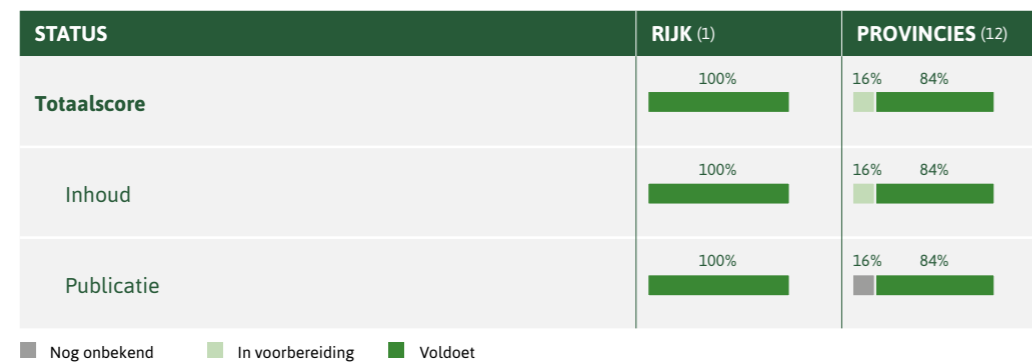 STATUS RIJK (1) PROVINCIES (12)
100% 16% 84%
Totaalscore
100% 16% 84%
Inhoud
100% 16% 84%
Publicatie
Nog onbekend In voorbereiding Voldoet